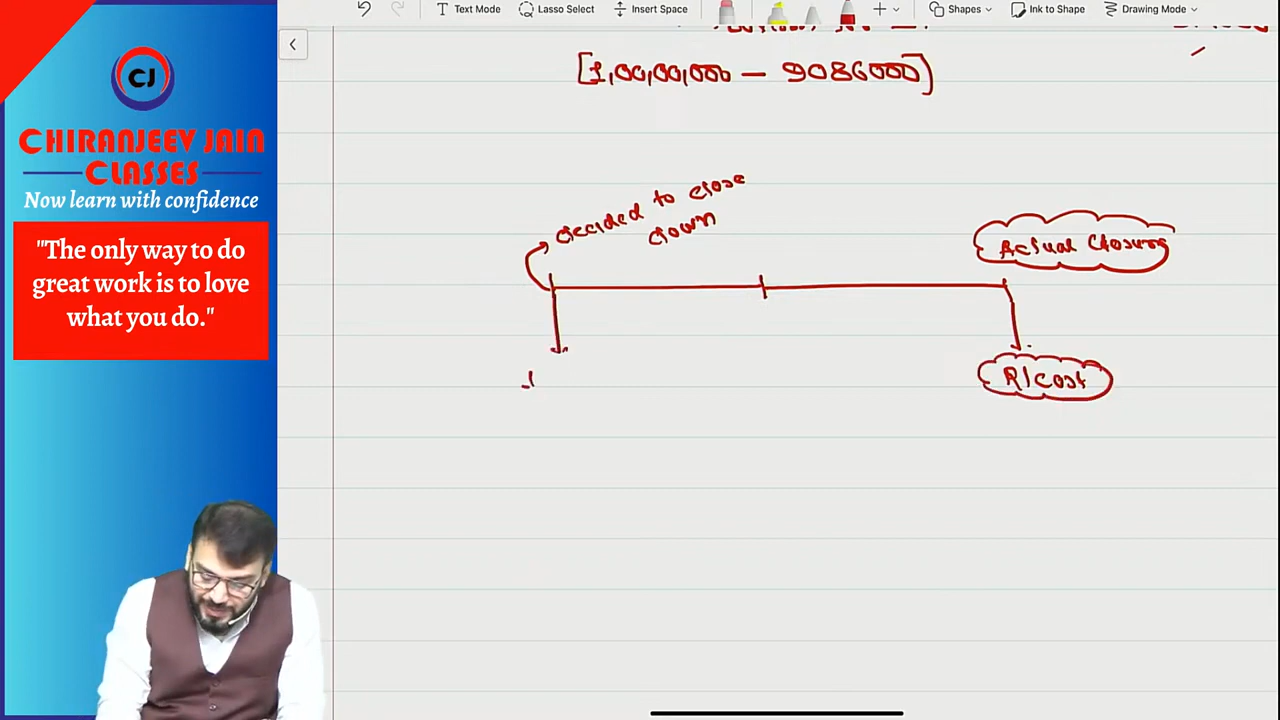 Text Mode
Lasso Select
Insert Space
Shapes
Ink to Shape
Drawing Mode
CJ
CHIRANJEEV JAIN
CLASSES
Now learn with confidence
"The only way to do
great work is to love
what you do."
[1,00,00,000 — 9086000]
decided to close
down
Actual Closure
R/cost